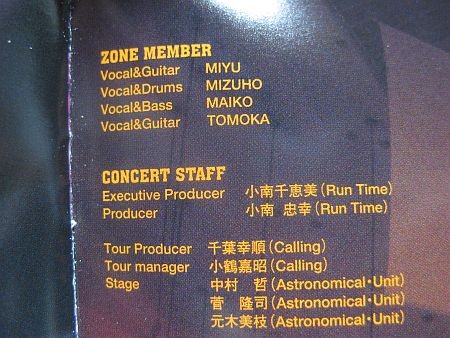 ZONE MEMBER
Vocal&Guitar MIYU
Vocal&Drums MIZUHO
Vocal&Bass MAIKO
Vocal&Guitar TOMOKA
CONCERT STAFF
Executive Producer 小南千恵美(Run Time)
Producer 小南 忠幸(Run Time)
Tour Producer 千葉幸順(Calling)
Tour manager 小鶴嘉昭(Calling)
Stage 中村 哲(Astronomical・Unit)
菅 隆司(Astronomical・Unit)
元木美枝(Astronomical・Unit)